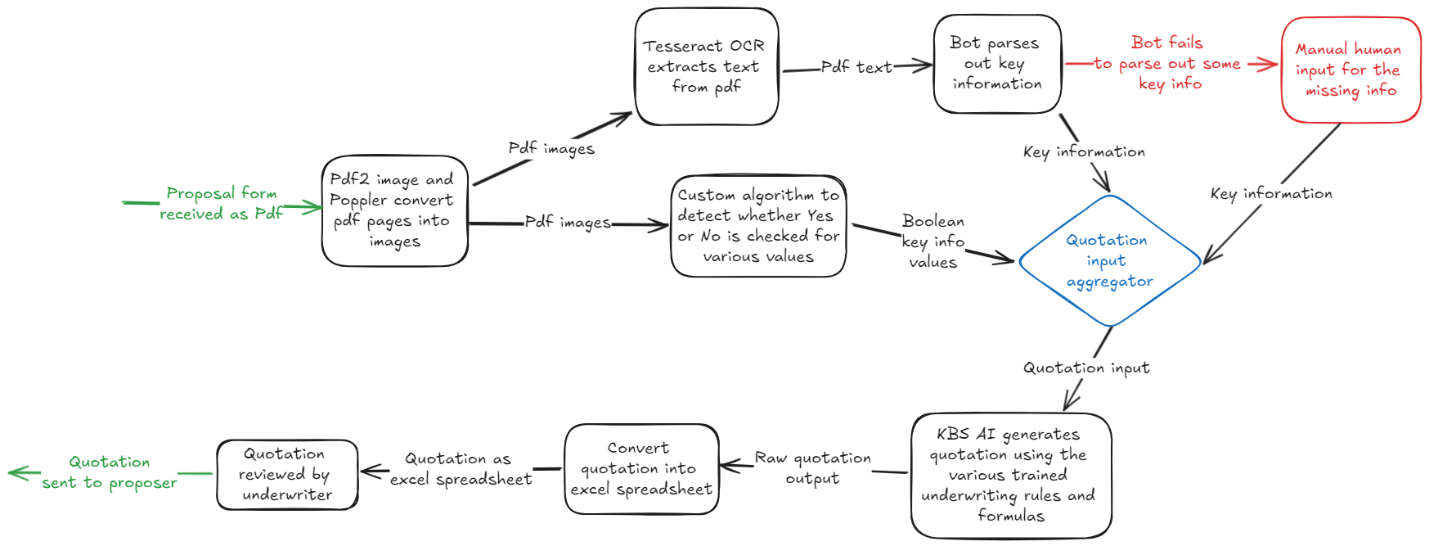 Proposal form
received as Pdf
Pdf2 image and
Poppler convert
pdf pages into
images
Pdf images
Tesseract OCR
extracts text
from pdf
Pdf text
Bot parses
out key
information
Bot fails
to parse out some
key info
Manual human
input for the
missing info
Key information
Key information
Pdf images
Custom algorithm to
detect whether Yes
or No is checked for
various values
Boolean
key info
values
Quotation
input
aggregator
Quotation input
KBS AI generates
quotation using the
various trained
underwriting rules and
formulas
Raw quotation
output
Convert
quotation into
excel spreadsheet
Quotation as
excel spreadsheet
Quotation
reviewed by
underwriter
Quotation
sent to proposer